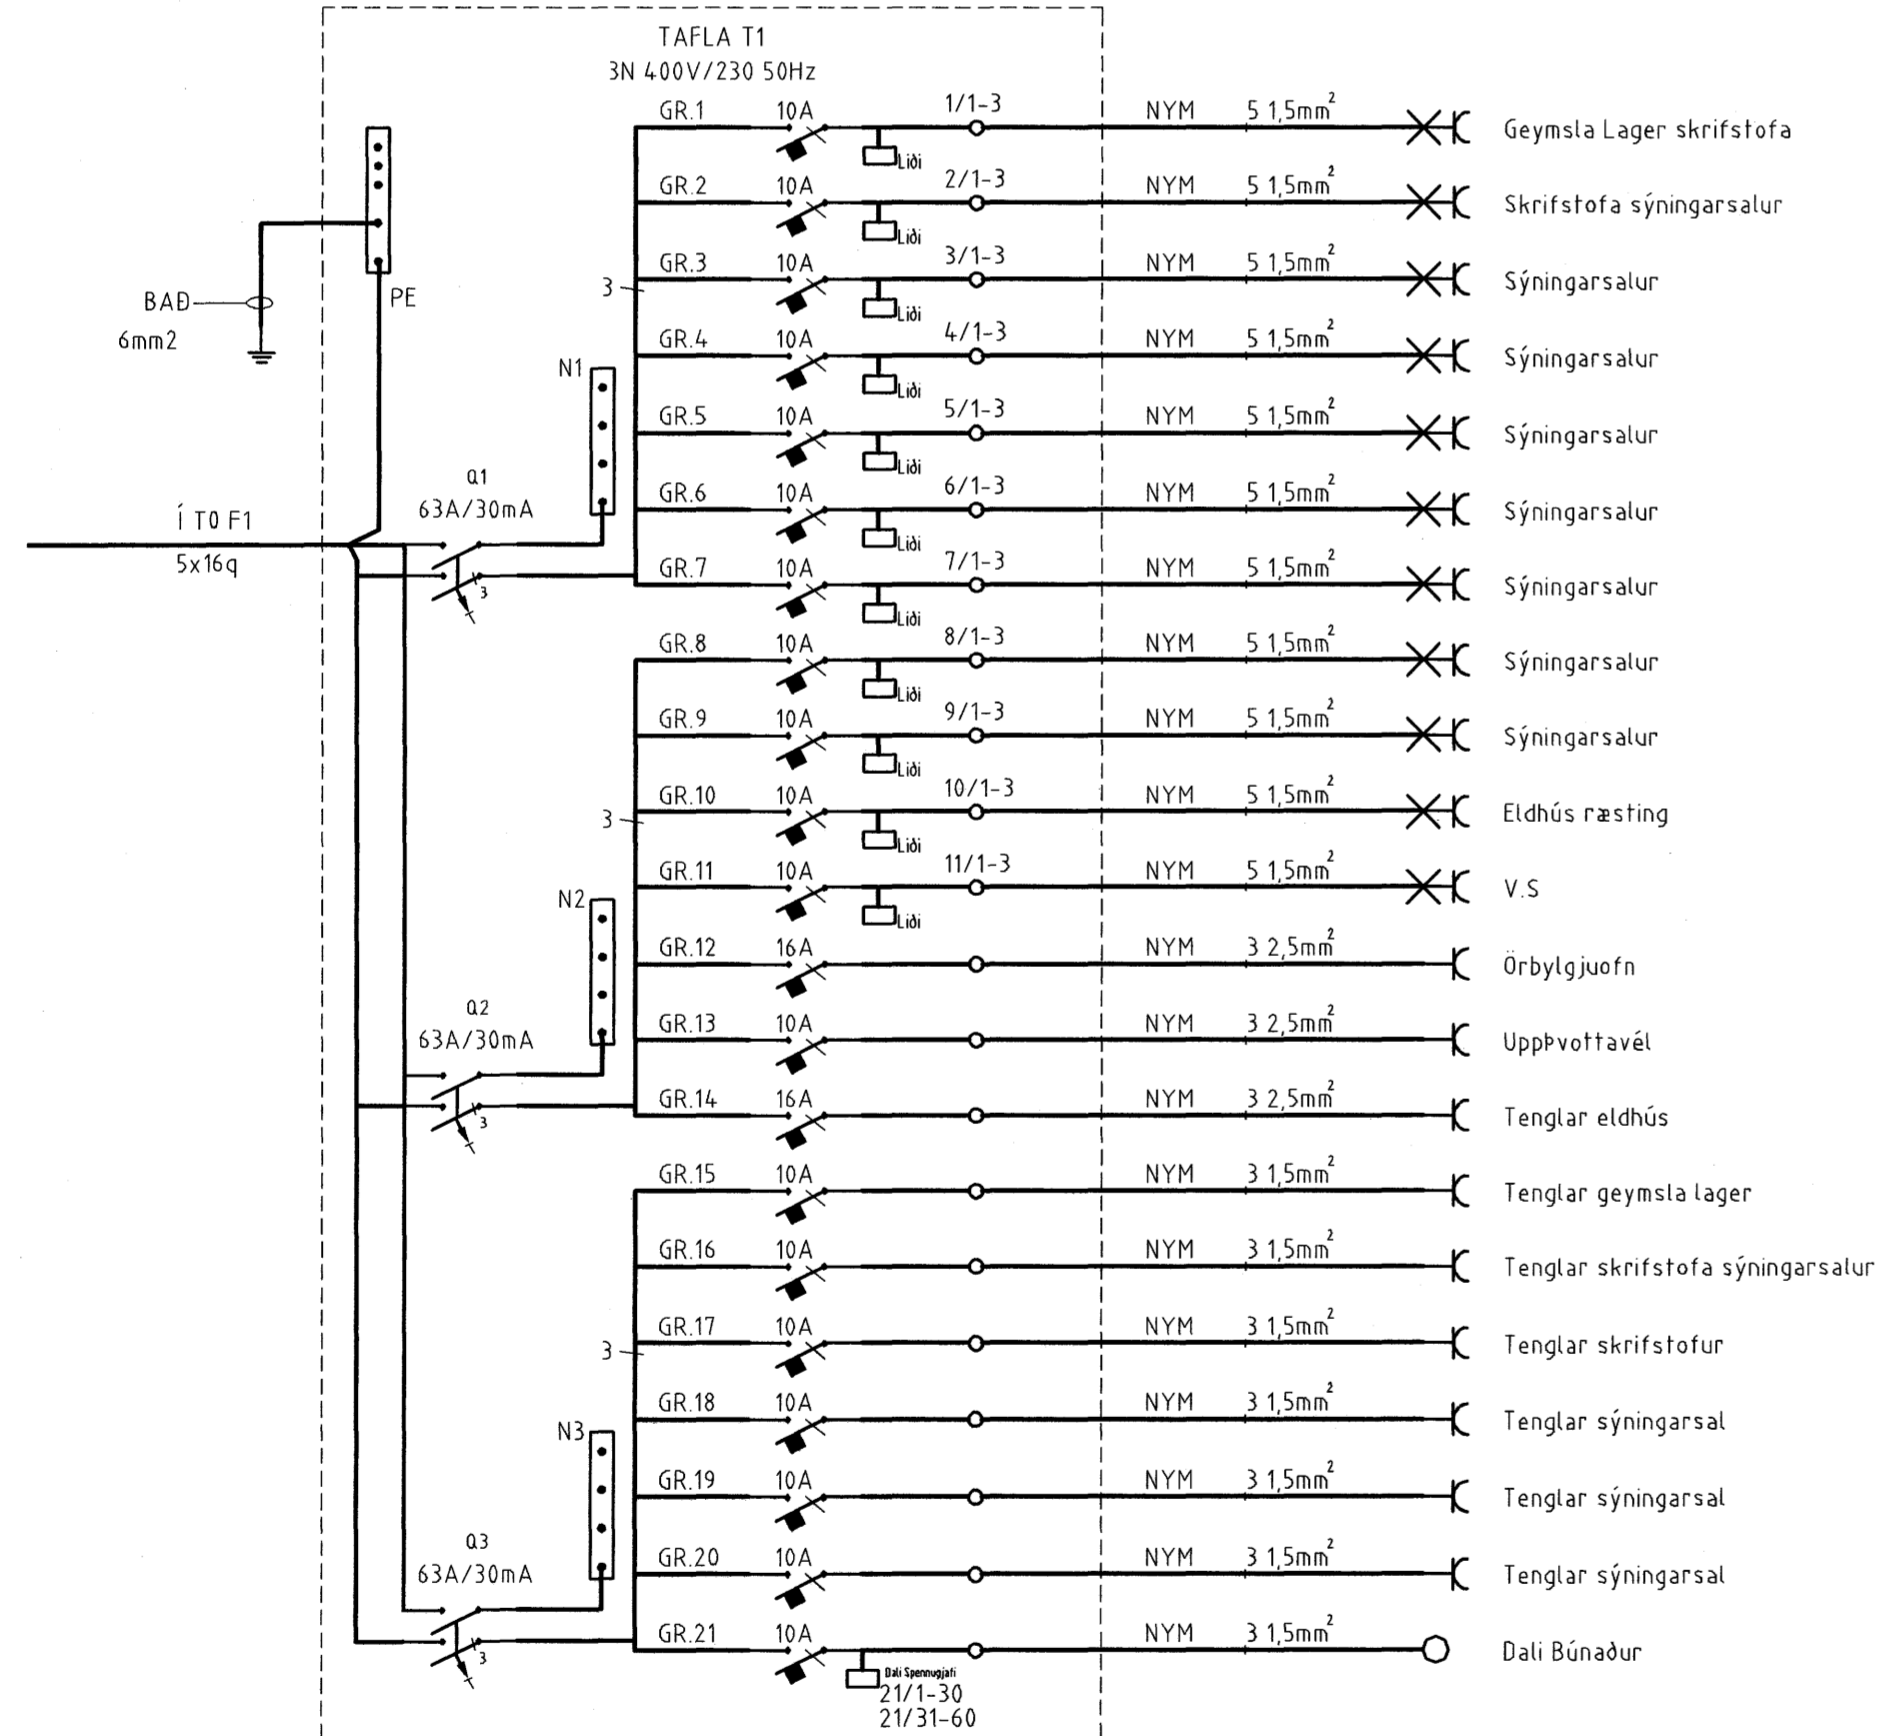 TAFLA T1
3N 400V/230 50Hz
GR.1 10A 1/1-3 NYM 5 1,5mm² Geymsla Lager skrifstofa
Liði
GR.2 10A 2/1-3 NYM 5 1,5mm² Skrifstofa sýningarsalur
Liði
GR.3 10A 3/1-3 NYM 5 1,5mm² Sýningarsalur
3
Liði
BAÐ
PE
6mm2
GR.4 10A 4/1-3 NYM 5 1,5mm² Sýningarsalur
N1
Liði
GR.5 10A 5/1-3 NYM 5 1,5mm² Sýningarsalur
Liði
Q1
63A/30mA
GR.6 10A 6/1-3 NYM 5 1,5mm² Sýningarsalur
Í T0 F1
5x16q
Liði
GR.7 10A 7/1-3 NYM 5 1,5mm² Sýningarsalur
3
Liði
GR.8 10A 8/1-3 NYM 5 1,5mm² Sýningarsalur
Liði
GR.9 10A 9/1-3 NYM 5 1,5mm² Sýningarsalur
Liði
GR.10 10A 10/1-3 NYM 5 1,5mm² Eldhús ræsting
3
Liði
GR.11 10A 11/1-3 NYM 5 1,5mm² V.S
N2
Liði
GR.12 16A NYM 3 2,5mm² Örbylgjuofn
Q2
63A/30mA
GR.13 10A NYM 3 2,5mm² UppÞvottavél
GR.14 16A NYM 3 2,5mm² Tenglar eldhús
3
GR.15 10A NYM 3 1,5mm² Tenglar geymsla lager
GR.16 10A NYM 3 1,5mm² Tenglar skrifstofa sýningarsalur
GR.17 10A NYM 3 1,5mm² Tenglar skrifstofur
3
GR.18 10A NYM 3 1,5mm² Tenglar sýningarsal
N3
GR.19 10A NYM 3 1,5mm² Tenglar sýningarsal
Q3
63A/30mA
GR.20 10A NYM 3 1,5mm² Tenglar sýningarsal
GR.21 10A NYM 3 1,5mm² Dali Búnaður
3
Dali Spennugjafi
21/1-30
21/31-60